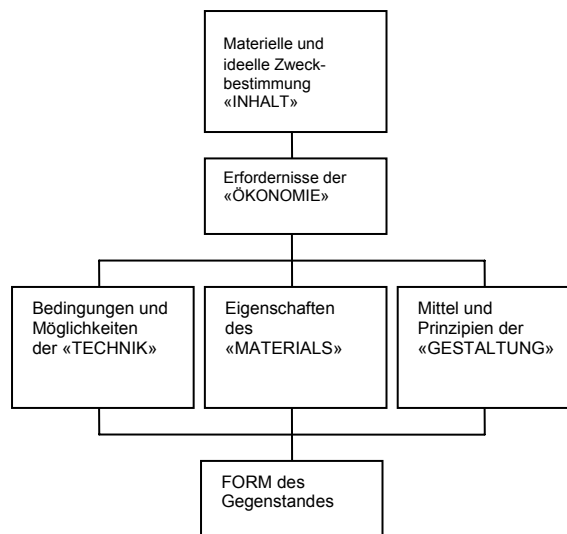 Materielle und
ideelle Zweck-
bestimmung
«INHALT»
Erfordernisse der
«ÖKONOMIE»
Bedingungen und
Möglichkeiten
der «TECHNIK»
Eigenschaften
des
«MATERIALS»
Mittel und
Prinzipien der
«GESTALTUNG»
FORM des
Gegenstandes